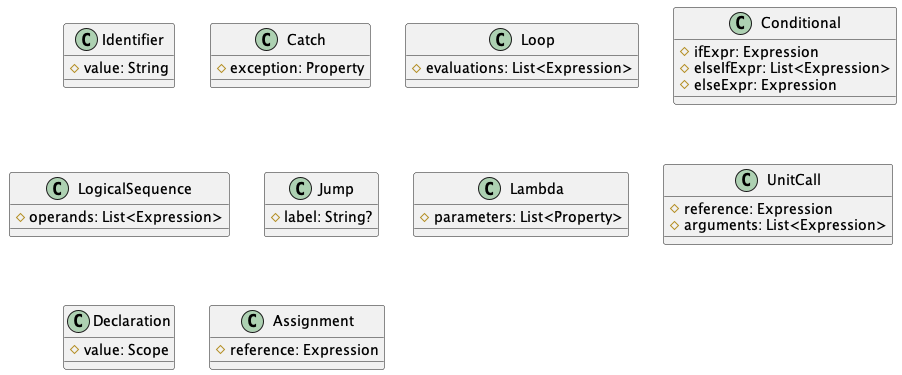 C Identifier
value: String
C Catch
exception: Property
C Loop
evaluations: List<Expression>
C Conditional
ifExpr: Expression
elseIfExpr: List<Expression>
elseExpr: Expression
C LogicalSequence
operands: List<Expression>
C Jump
label: String?
C Lambda
parameters: List<Property>
C UnitCall
reference: Expression
arguments: List<Expression>
C Declaration
value: Scope
C Assignment
reference: Expression